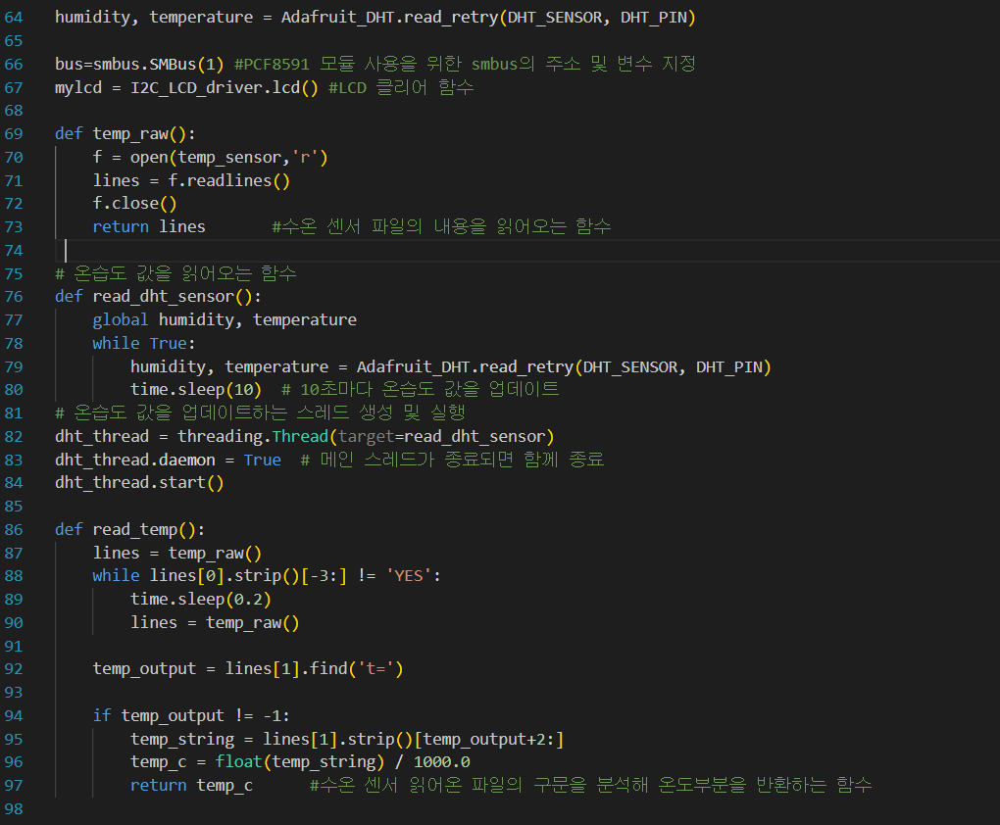 64 humidity, temperature = Adafruit_DHT.read_retry(DHT_SENSOR, DHT_PIN)
65
66 bus=smbus.SMBus(1) #PCF8591 모듈 사용을 위한 smbus의 주소 및 변수 지정
67 mylcd = I2C_LCD_driver.lcd() #LCD 클리어 함수
68
69 def temp_raw():
70     f = open(temp_sensor,'r')
71     lines = f.readlines()
72     f.close()
73     return lines       #수온 센서 파일의 내용을 읽어오는 함수
74
75 # 온습도 값을 읽어오는 함수
76 def read_dht_sensor():
77     global humidity, temperature
78     while True:
79         humidity, temperature = Adafruit_DHT.read_retry(DHT_SENSOR, DHT_PIN)
80         time.sleep(10)  # 10초마다 온습도 값을 업데이트
81 # 온습도 값을 업데이트하는 스레드 생성 및 실행
82 dht_thread = threading.Thread(target=read_dht_sensor)
83 dht_thread.daemon = True  # 메인 스레드가 종료되면 함께 종료
84 dht_thread.start()
85
86 def read_temp():
87     lines = temp_raw()
88     while lines[0].strip()[-3:] != 'YES':
89         time.sleep(0.2)
90         lines = temp_raw()
91
92     temp_output = lines[1].find('t=')
93
94     if temp_output != -1:
95         temp_string = lines[1].strip()[temp_output+2:]
96         temp_c = float(temp_string) / 1000.0
97         return temp_c      #수온 센서 읽어온 파일의 구문을 분석해 온도부분을 반환하는 함수
98